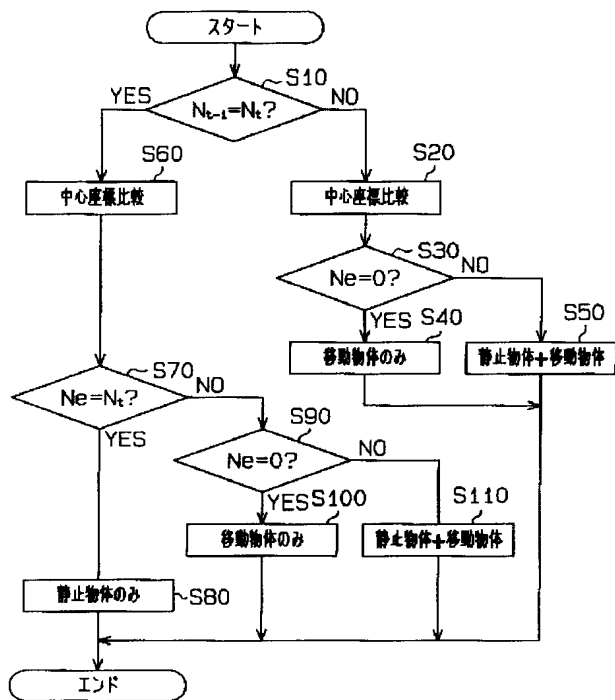 スタート
S10
YES
NO
Nt-1=Nt?
S60
S20
中心座標比較
中心座標比較
S30
Ne=0?
NO
YES
S40
S50
移動物体のみ
静止物体+移動物体
S70
Ne=Nt?
NO
YES
S90
Ne=0?
NO
YES
S100
S110
移動物体のみ
静止物体+移動物体
静止物体のみ
S80
エンド